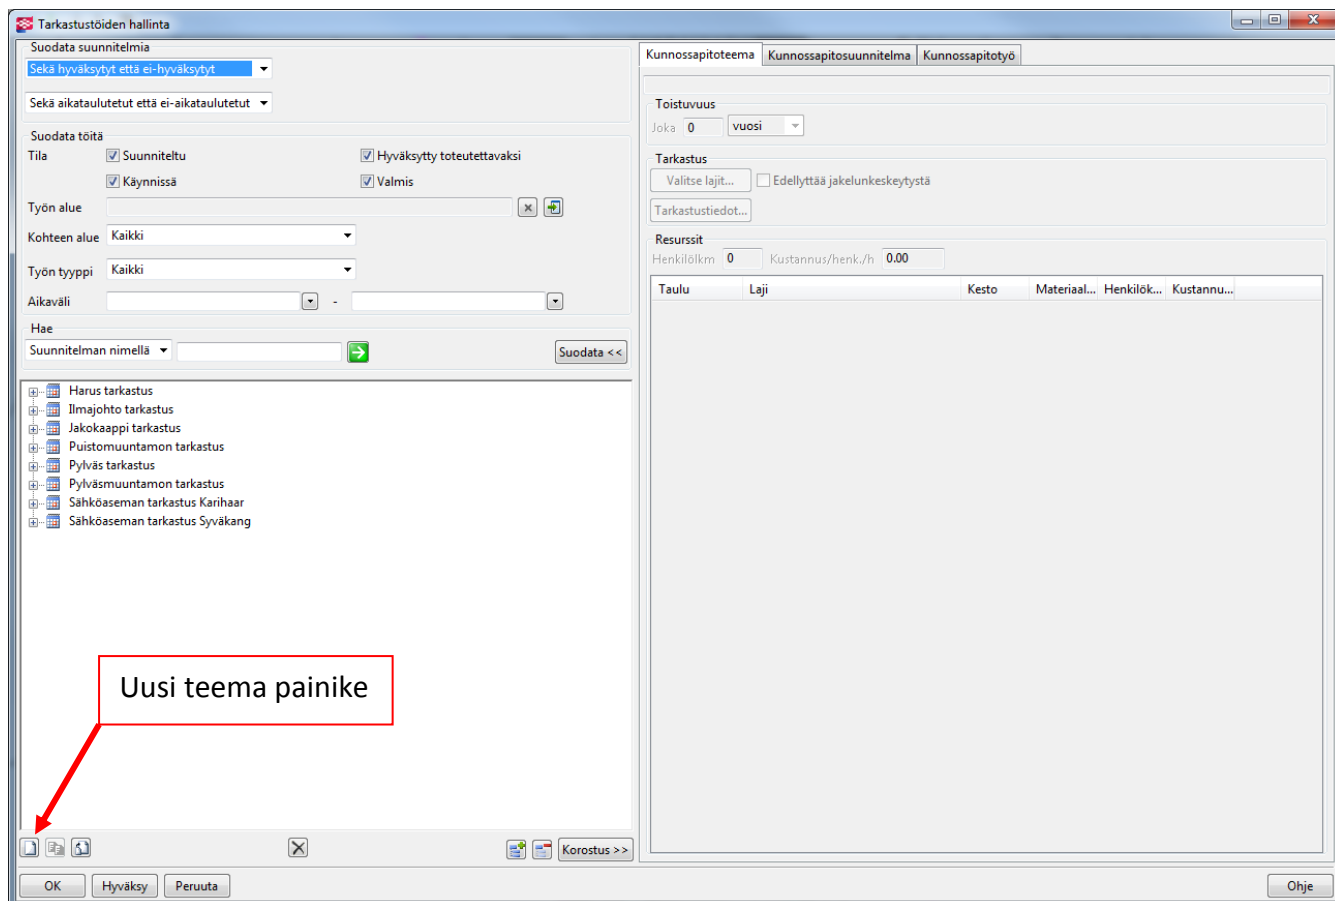 Tarkastustöiden hallinta
Suodata suunnitelmia
Sekä hyväksytyt että ei-hyväksytyt
Sekä aikataulutetut että ei-aikataulutetut
Suodata töitä
Tila Suunniteltu Hyväksytty toteutettavaksi
Käynnissä Valmis
Työn alue
Kohteen alue Kaikki
Työn tyyppi Kaikki
Aikaväli -
Hae
Suunnitelman nimellä Suodata <<
Harus tarkastus
Ilmajohto tarkastus
Jakokaappi tarkastus
Puistomuuntamon tarkastus
Pylväs tarkastus
Pylväsmuuntamon tarkastus
Sähköaseman tarkastus Karihaar
Sähköaseman tarkastus Syväkang
Uusi teema painike
Korostus >>
OK Hyväksy Peruuta
Kunnossapitoteema Kunnossapitosuunnitelma Kunnossapitotyö
Toistuvuus
Joka 0 vuosi
Tarkastus
Valitse lajit... Edellyttää jakelunkeskeytystä
Tarkastustiedot...
Resurssit
Henkilölkm 0 Kustannus/henk./h 0.00
Taulu Laji Kesto Materiaal... Henkilök... Kustannu...
Ohje